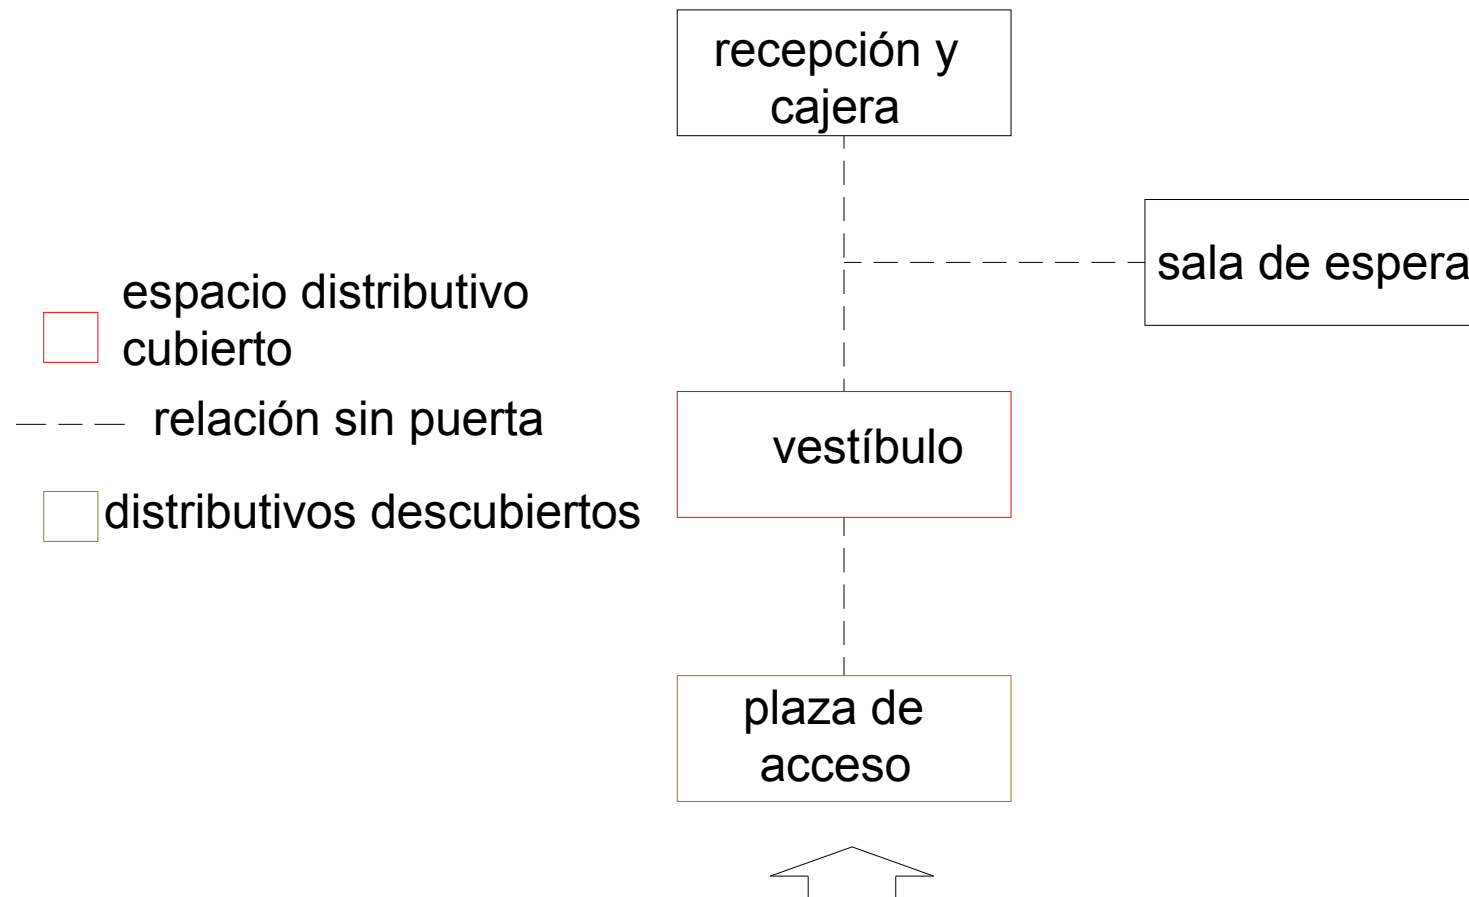 recepción y
cajera
sala de espera
espacio distributivo
cubierto
relación sin puerta
vestíbulo
distributivos descubiertos
plaza de
acceso